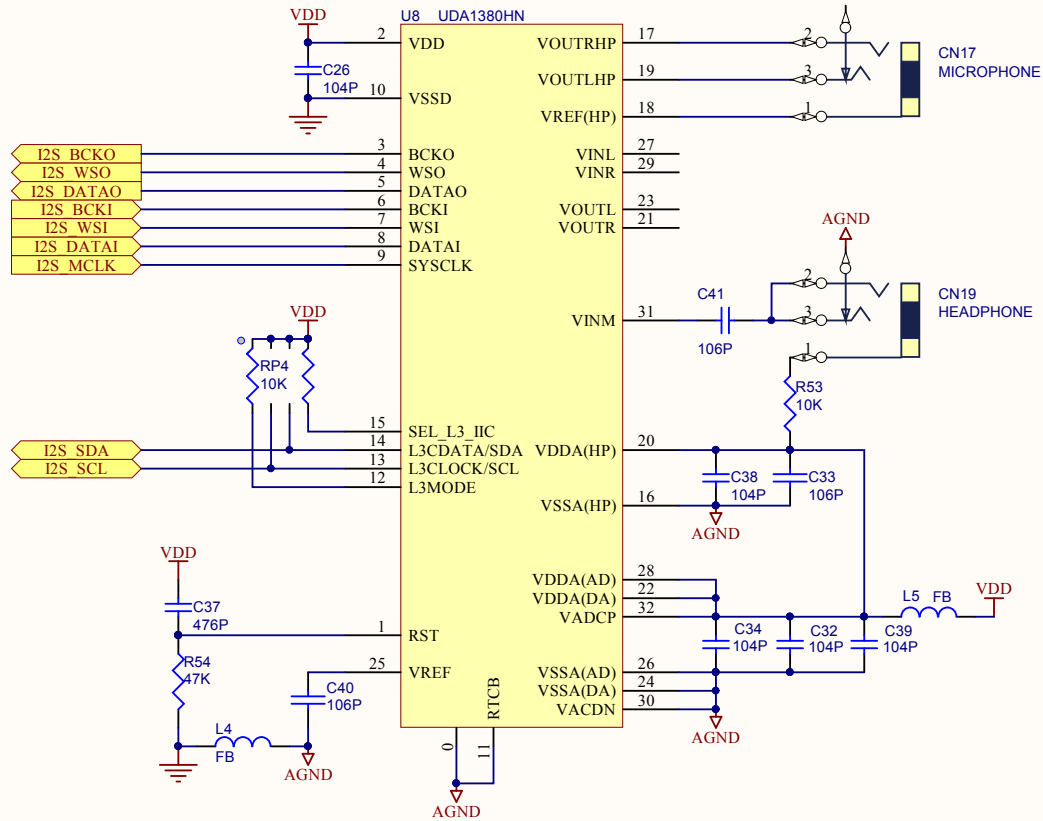 U8 UDA1380HN
VDD
2 VDD
C26
104P
10 VSSD
I2S_BCKO 3 BCKO
I2S_WSO 4 WSO
I2S_DATAO 5 DATAO
I2S_BCKI 6 BCKI
I2S_WSI 7 WSI
I2S_DATAI 8 DATAI
I2S_MCLK 9 SYSCLK
VDD
RP4
10K
15 SEL_L3_IIC
I2S_SDA 14 L3CDATA/SDA
I2S_SCL 13 L3CLOCK/SCL
12 L3MODE
VDD
C37
476P
1 RST
R54
47K
25 VREF
C40
106P
L4
FB
AGND
RTCB
0
11
AGND
VOUTRHP 17 2
VOUTLHP 19 3
VREF(HP) 18 1
CN17
MICROPHONE
VINL 27
VINR 29
VOUTL 23
VOUTR 21
AGND
VINM 31
C41
106P
2
3
1
CN19
HEADPHONE
R53
10K
VDDA(HP) 20
C38
104P
C33
106P
VSSA(HP) 16
AGND
VDDA(AD) 28
VDDA(DA) 22
VADCP 32
L5 FB
VDD
C34
104P
C32
104P
C39
104P
VSSA(AD) 26
VSSA(DA) 24
VACDN 30
AGND